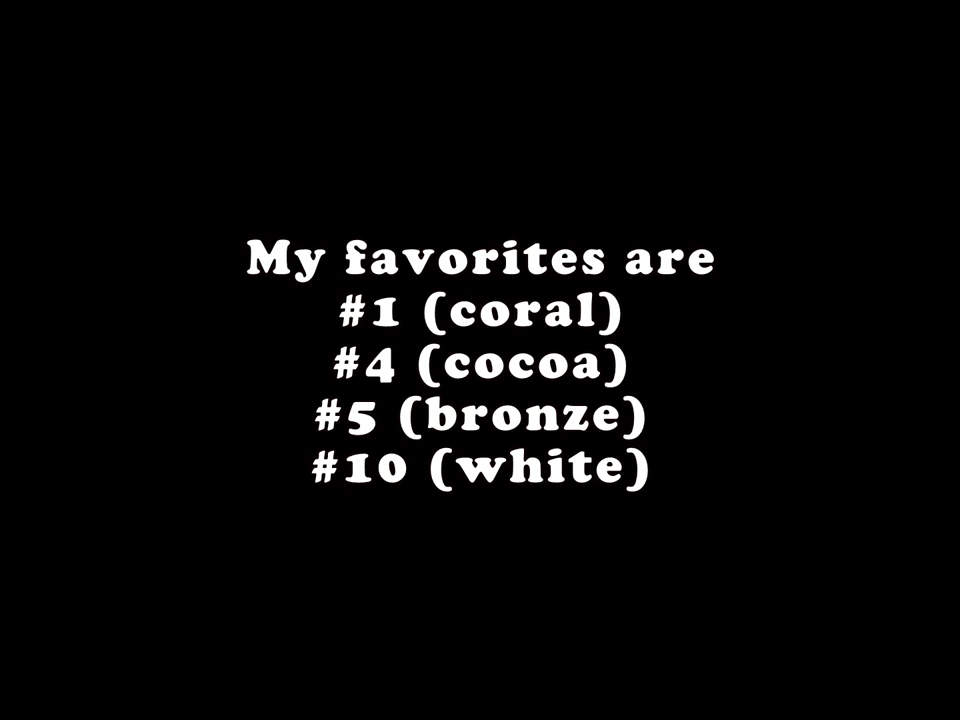 My favorites are
#1 (coral)
#4 (cocoa)
#5 (bronze)
#10 (white)